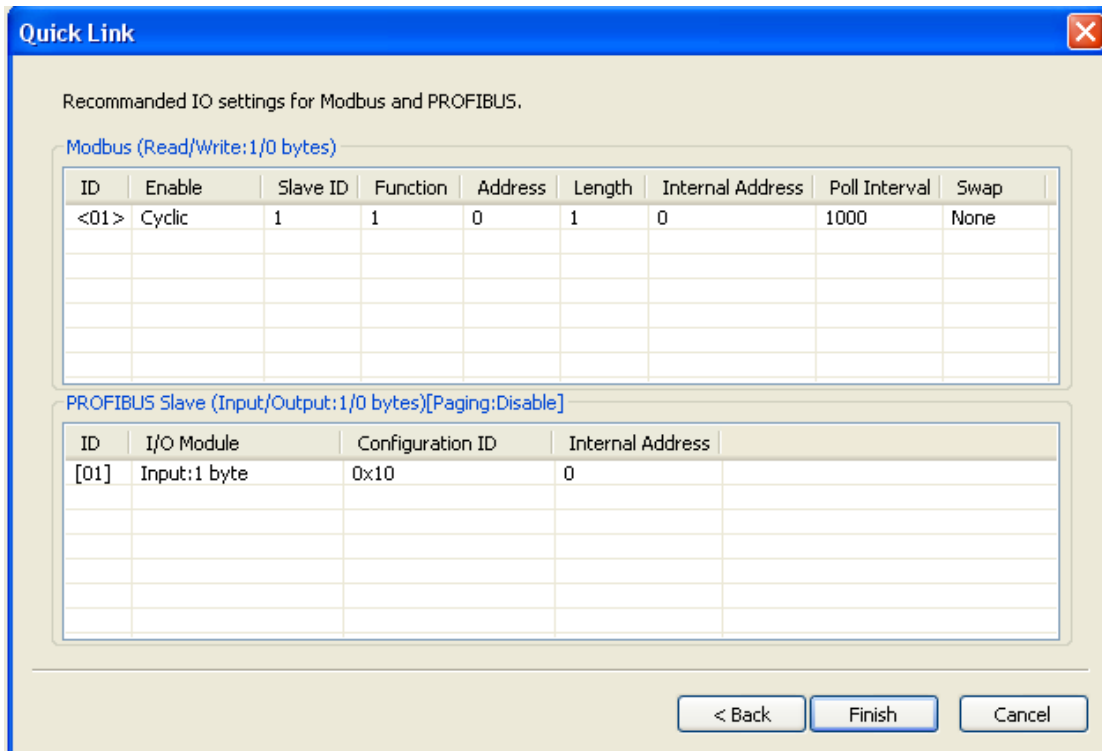 Quick Link
Recommanded IO settings for Modbus and PROFIBUS.
Modbus (Read/Write:1/0 bytes)
ID Enable Slave ID Function Address Length Internal Address Poll Interval Swap
<01> Cyclic 1 1 0 1 0 1000 None
PROFIBUS Slave (Input/Output:1/0 bytes)[Paging:Disable]
ID I/O Module Configuration ID Internal Address
[01] Input:1 byte 0x10 0
< Back Finish Cancel